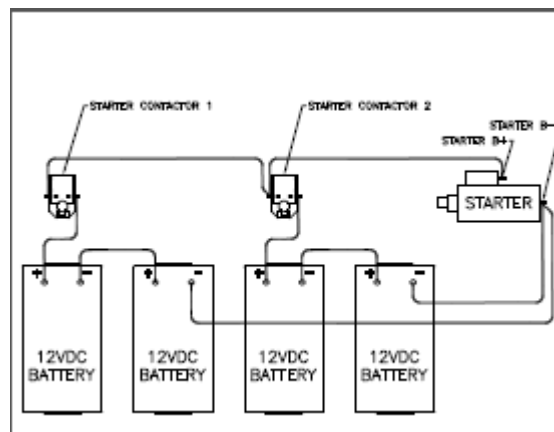 STARTER CONTACTOR 1
STARTER CONTACTOR 2
STARTER B-
STARTER B+
STARTER
+ -
+ -
+ -
+ -
12VDC
BATTERY
12VDC
BATTERY
12VDC
BATTERY
12VDC
BATTERY